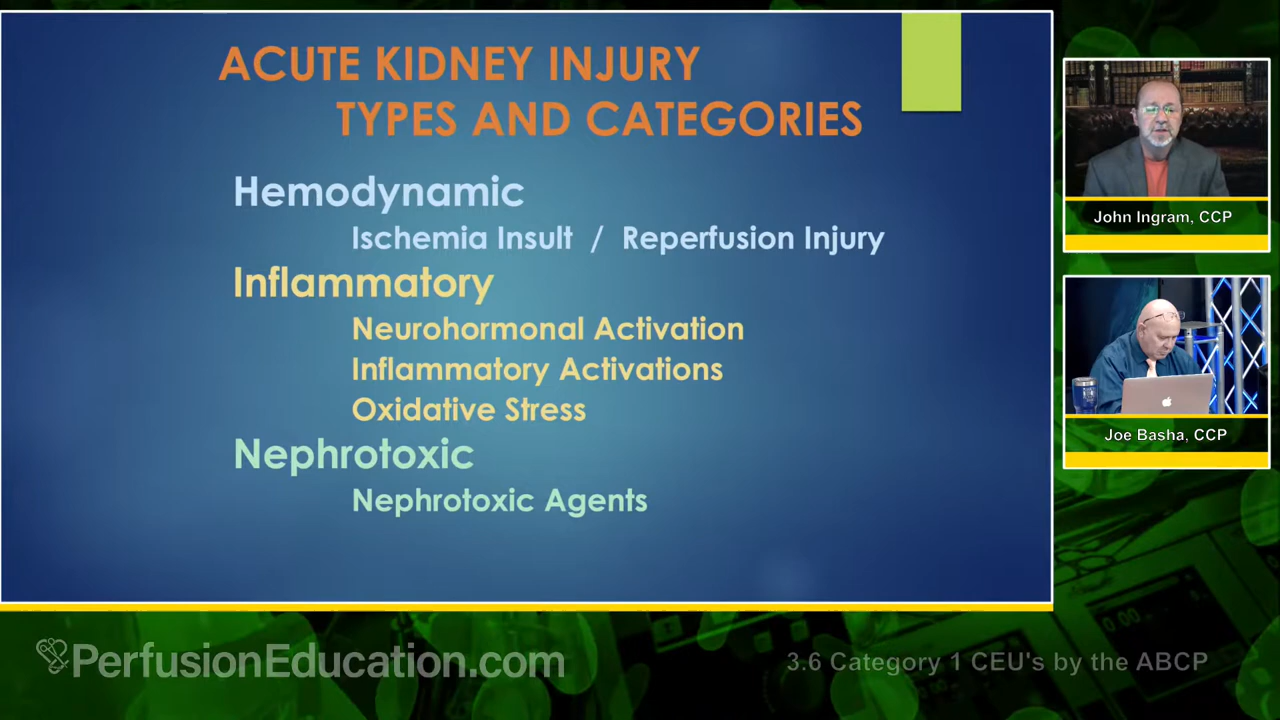 ACUTE KIDNEY INJURY
TYPES AND CATEGORIES
Hemodynamic
Ischemia Insult / Reperfusion Injury
Inflammatory
Neurohormonal Activation
Inflammatory Activations
Oxidative Stress
Nephrotoxic
Nephrotoxic Agents
John Ingram, CCP
Joe Basha, CCP
PerfusionEducation.com
3.6 Category 1 CEU's by the ABCP